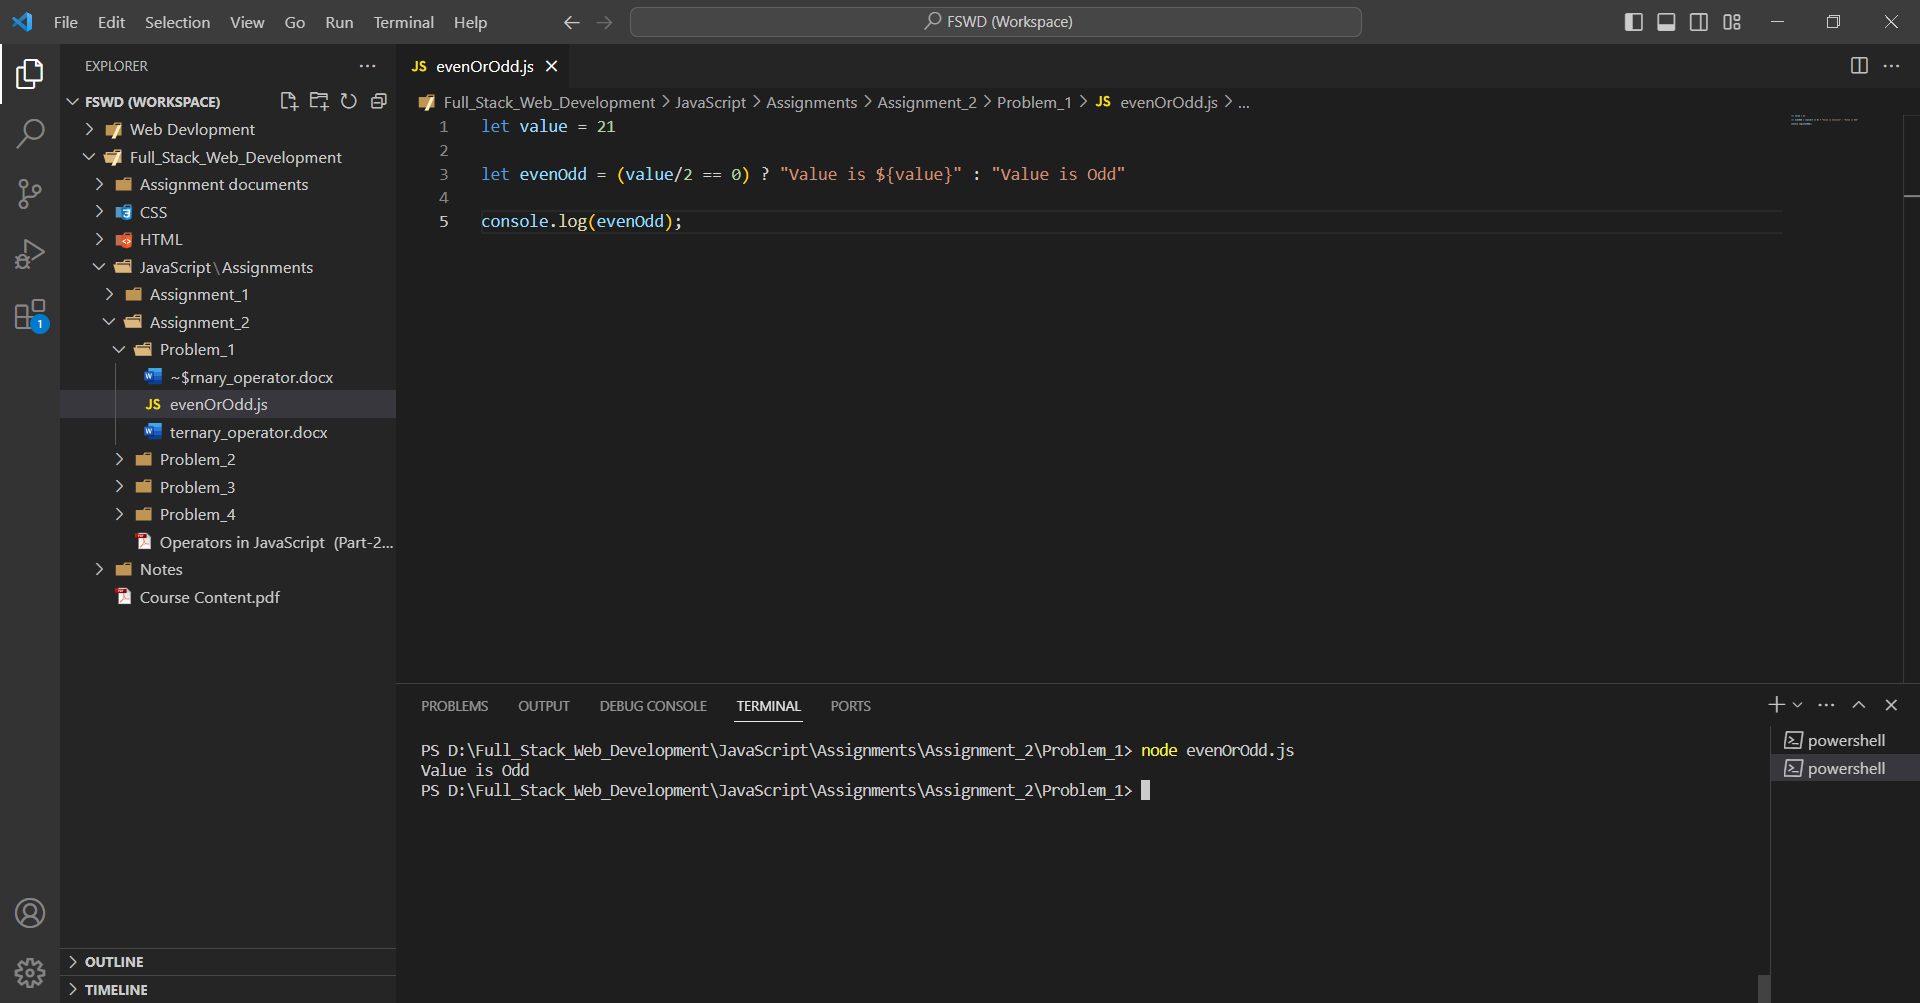 File Edit Selection View Go Run Terminal Help
FSWD (Workspace)
EXPLORER
FSWD (WORKSPACE)
Web Devlopment
Full_Stack_Web_Development
Assignment documents
CSS
HTML
JavaScript\Assignments
Assignment_1
Assignment_2
Problem_1
~$rnary_operator.docx
JS evenOrOdd.js
ternary_operator.docx
Problem_2
Problem_3
Problem_4
Operators in JavaScript (Part-2...
Notes
Course Content.pdf
1
OUTLINE
TIMELINE
JS evenOrOdd.js
Full_Stack_Web_Development > JavaScript > Assignments > Assignment_2 > Problem_1 > JS evenOrOdd.js > ...
1 let value = 21
2
3 let evenOdd = (value/2 == 0) ? "Value is ${value}" : "Value is Odd"
4
5 console.log(evenOdd);
PROBLEMS OUTPUT DEBUG CONSOLE TERMINAL PORTS
PS D:\Full_Stack_Web_Development\JavaScript\Assignments\Assignment_2\Problem_1> node evenOrOdd.js
Value is Odd
PS D:\Full_Stack_Web_Development\JavaScript\Assignments\Assignment_2\Problem_1>
powershell
powershell